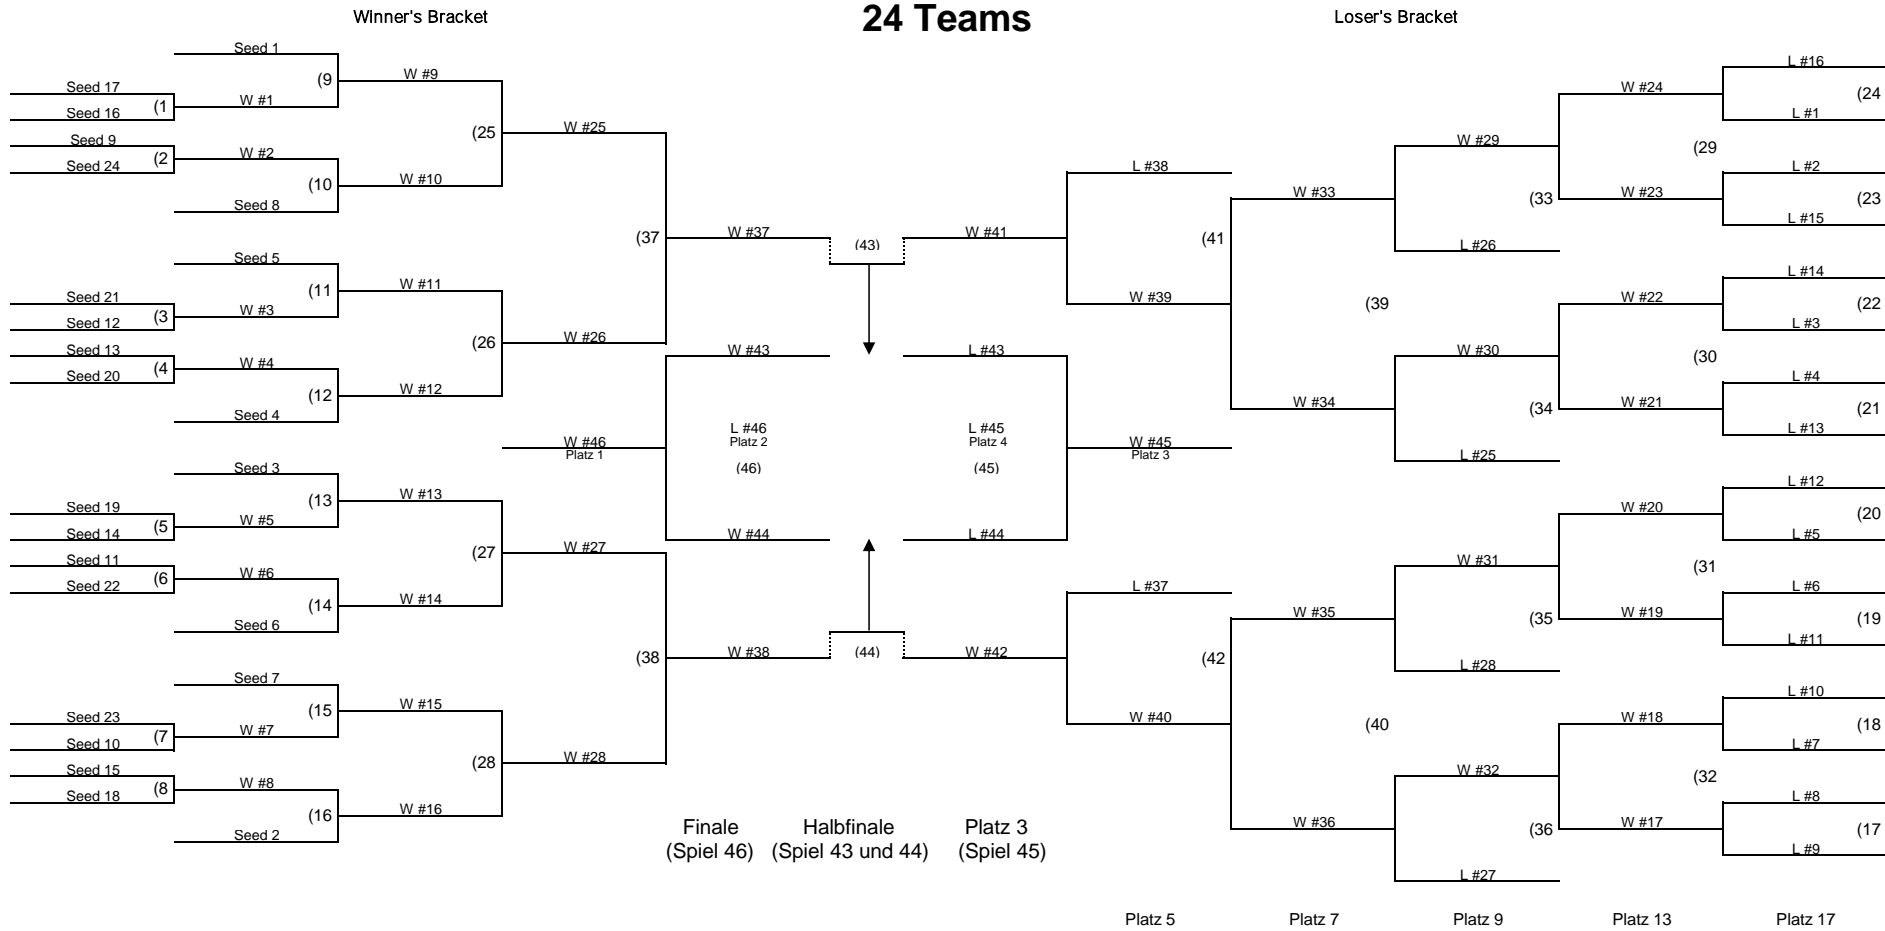 24 Teams
Winner's Bracket
Loser's Bracket
Seed 1
(9
W #9
Seed 17
(1
W #1
Seed 16
Seed 9
(2
W #2
Seed 24
(10
W #10
Seed 8
(25
W #25
Seed 5
(11
W #11
Seed 21
(3
W #3
Seed 12
Seed 13
(4
W #4
Seed 20
(12
W #12
Seed 4
(26
W #26
(37
W #37
Seed 3
(13
W #13
Seed 19
(5
W #5
Seed 14
Seed 11
(6
W #6
Seed 22
(14
W #14
Seed 6
(27
W #27
Seed 7
(15
W #15
Seed 23
(7
W #7
Seed 10
Seed 15
(8
W #8
Seed 18
(16
W #16
Seed 2
(28
W #28
(38
W #38
(43)
W #41
W #43
L #43
W #46
Platz 1
L #46
Platz 2
(46)
L #45
Platz 4
(45)
W #45
Platz 3
W #44
L #44
(44)
W #42
L #38
(41
W #39
W #33
(39
W #34
W #29
(33
L #26
W #30
(34
L #25
W #24
(29
W #23
W #22
(30
W #21
L #16
(24
L #1
L #2
(23
L #15
L #14
(22
L #3
L #4
(21
L #13
L #37
(42
W #40
W #35
(40
W #36
W #31
(35
L #28
W #32
(36
L #27
W #20
(31
W #19
W #18
(32
W #17
L #12
(20
L #5
L #6
(19
L #11
L #10
(18
L #7
L #8
(17
L #9
Finale
(Spiel 46)
Halbfinale
(Spiel 43 und 44)
Platz 3
(Spiel 45)
Platz 5
Platz 7
Platz 9
Platz 13
Platz 17